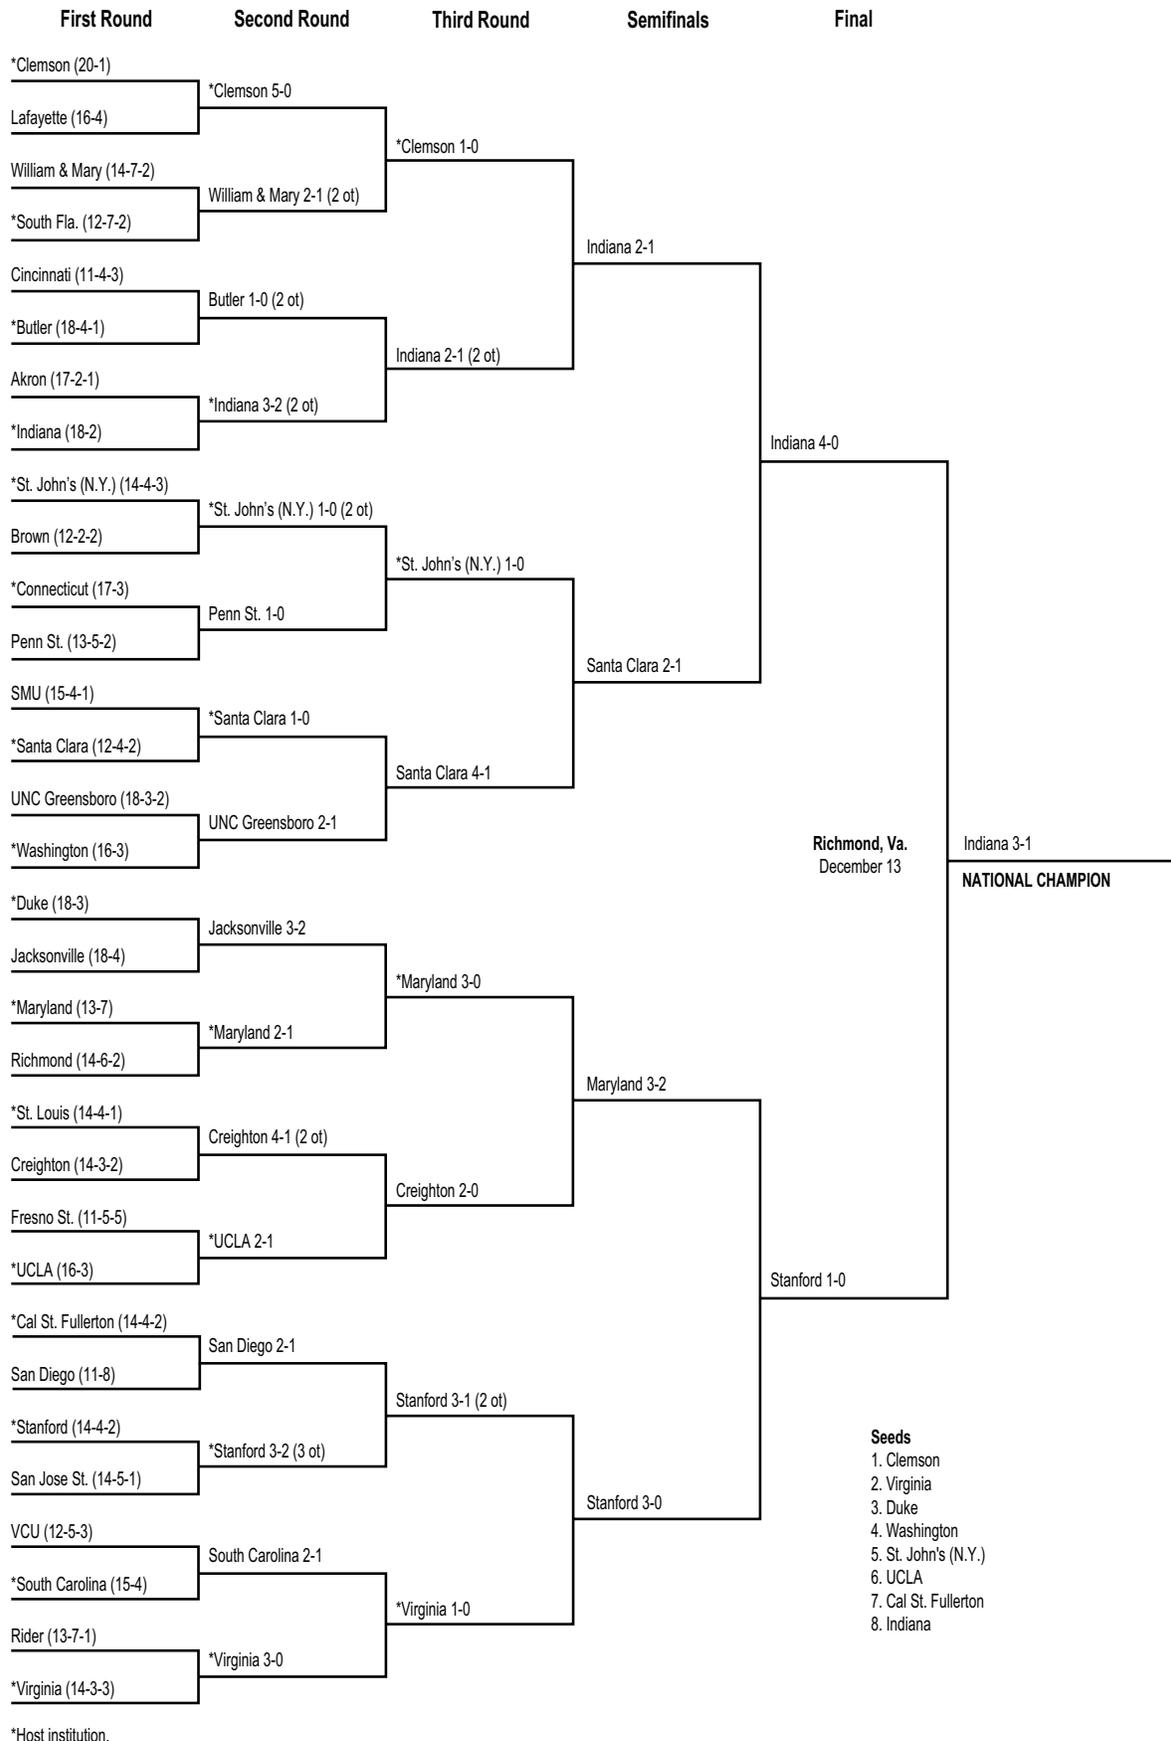 First Round
Second Round
Third Round
Semifinals
Final
*Clemson (20-1)
Lafayette (16-4)
William & Mary (14-7-2)
*South Fla. (12-7-2)
Cincinnati (11-4-3)
*Butler (18-4-1)
Akron (17-2-1)
*Indiana (18-2)
*St. John’s (N.Y.) (14-4-3)
Brown (12-2-2)
*Connecticut (17-3)
Penn St. (13-5-2)
SMU (15-4-1)
*Santa Clara (12-4-2)
UNC Greensboro (18-3-2)
*Washington (16-3)
*Duke (18-3)
Jacksonville (18-4)
*Maryland (13-7)
Richmond (14-6-2)
*St. Louis (14-4-1)
Creighton (14-3-2)
Fresno St. (11-5-5)
*UCLA (16-3)
*Cal St. Fullerton (14-4-2)
San Diego (11-8)
*Stanford (14-4-2)
San Jose St. (14-5-1)
VCU (12-5-3)
*South Carolina (15-4)
Rider (13-7-1)
*Virginia (14-3-3)
*Clemson 5-0
William & Mary 2-1 (2 ot)
Butler 1-0 (2 ot)
*Indiana 3-2 (2 ot)
*St. John’s (N.Y.) 1-0 (2 ot)
Penn St. 1-0
*Santa Clara 1-0
UNC Greensboro 2-1
Jacksonville 3-2
*Maryland 2-1
Creighton 4-1 (2 ot)
*UCLA 2-1
San Diego 2-1
*Stanford 3-2 (3 ot)
South Carolina 2-1
*Virginia 3-0
*Clemson 1-0
Indiana 2-1 (2 ot)
*St. John’s (N.Y.) 1-0
Santa Clara 4-1
*Maryland 3-0
Creighton 2-0
Stanford 3-1 (2 ot)
*Virginia 1-0
Indiana 2-1
Santa Clara 2-1
Maryland 3-2
Stanford 3-0
Indiana 4-0
Stanford 1-0
Richmond, Va.
December 13
Indiana 3-1
NATIONAL CHAMPION
Seeds
1. Clemson
2. Virginia
3. Duke
4. Washington
5. St. John's (N.Y.)
6. UCLA
7. Cal St. Fullerton
8. Indiana
*Host institution.